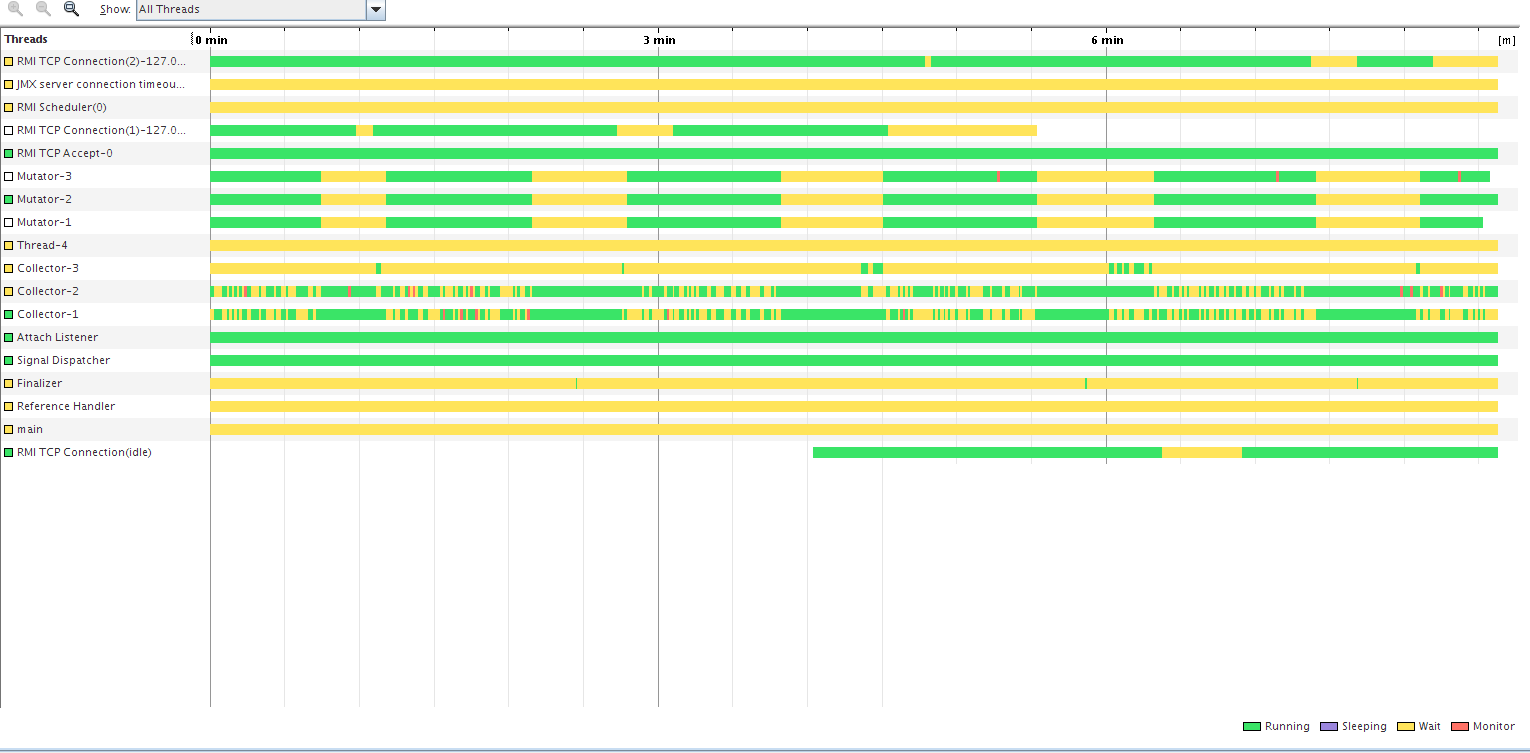 Show: All Threads
Threads 0 min 3 min 6 min [m]
RMI TCP Connection(2)-127.0...
JMX server connection timeou...
RMI Scheduler(0)
RMI TCP Connection(1)-127.0...
RMI TCP Accept-0
Mutator-3
Mutator-2
Mutator-1
Thread-4
Collector-3
Collector-2
Collector-1
Attach Listener
Signal Dispatcher
Finalizer
Reference Handler
main
RMI TCP Connection(idle)
Running Sleeping Wait Monitor